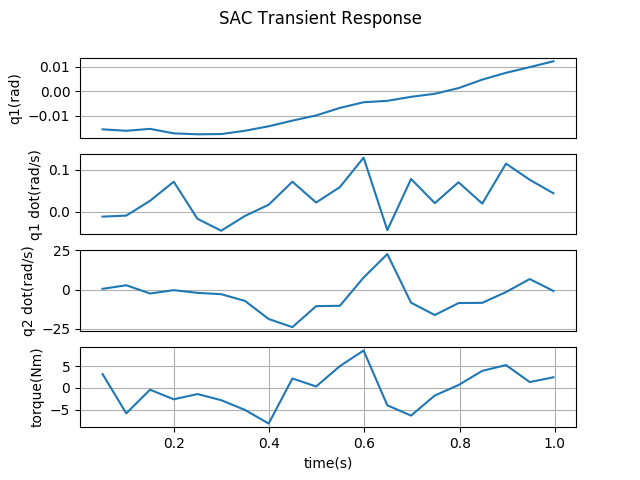 SAC Transient Response
q1(rad)
0.01
0.00
−0.01
q1 dot(rad/s)
0.1
0.0
q2 dot(rad/s)
25
0
−25
torque(Nm)
5
0
−5
0.2 0.4 0.6 0.8 1.0
time(s)